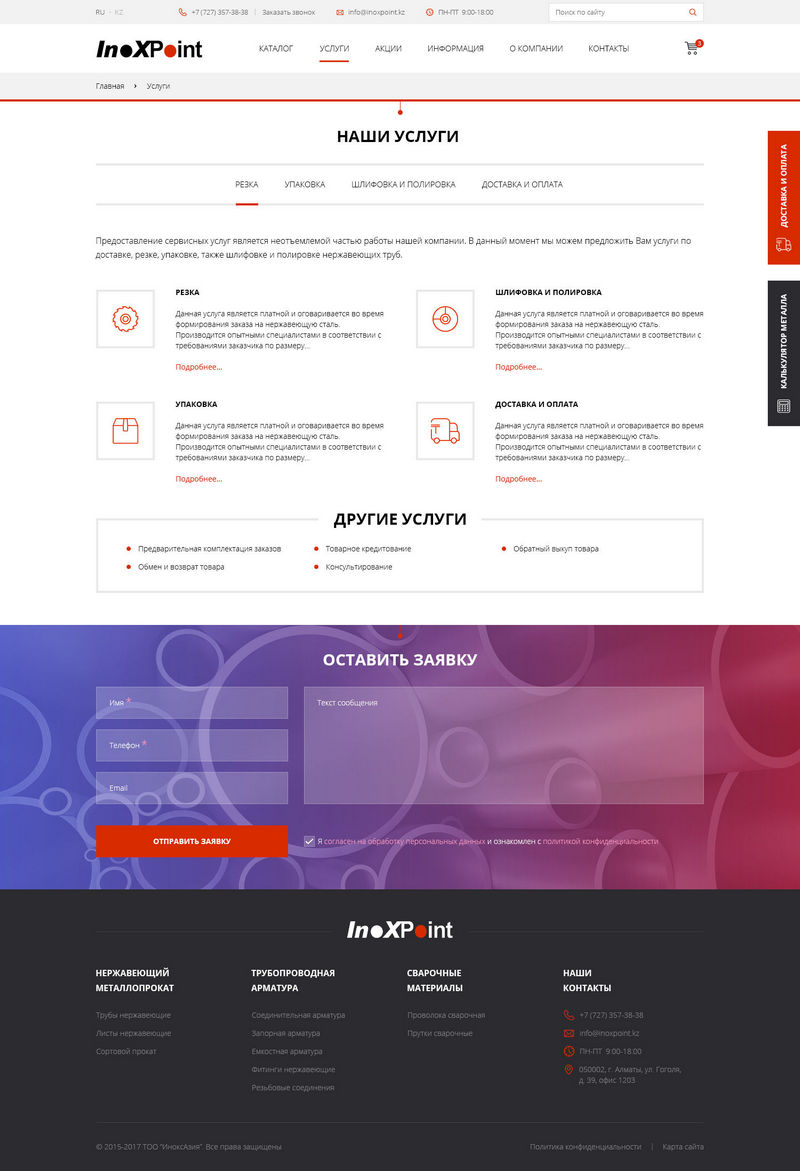 RU - KZ
+7 (727) 357-38-38 | Заказать звонок
info@inoxpoint.kz
ПН-ПТ 9:00-18:00
Поиск по сайту
InoXPoint
КАТАЛОГ УСЛУГИ АКЦИИ ИНФОРМАЦИЯ О КОМПАНИИ КОНТАКТЫ
Главная › Услуги
НАШИ УСЛУГИ
РЕЗКА УПАКОВКА ШЛИФОВКА И ПОЛИРОВКА ДОСТАВКА И ОПЛАТА
ДОСТАВКА И ОПЛАТА
КАЛЬКУЛЯТОР МЕТАЛЛА
Предоставление сервисных услуг является неотъемлемой частью работы нашей компании. В данный момент мы можем предложить Вам услуги по
доставке, резке, упаковке, также шлифовке и полировке нержавеющих труб.
РЕЗКА
Данная услуга является платной и оговаривается во время
формирования заказа на нержавеющую сталь.
Производится опытными специалистами в соответствии с
требованиями заказчика по размеру...
Подробнее...
ШЛИФОВКА И ПОЛИРОВКА
Данная услуга является платной и оговаривается во время
формирования заказа на нержавеющую сталь.
Производится опытными специалистами в соответствии с
требованиями заказчика по размеру...
Подробнее...
УПАКОВКА
Данная услуга является платной и оговаривается во время
формирования заказа на нержавеющую сталь.
Производится опытными специалистами в соответствии с
требованиями заказчика по размеру...
Подробнее...
ДОСТАВКА И ОПЛАТА
Данная услуга является платной и оговаривается во время
формирования заказа на нержавеющую сталь.
Производится опытными специалистами в соответствии с
требованиями заказчика по размеру...
Подробнее...
ДРУГИЕ УСЛУГИ
Предварительная комплектация заказов
Товарное кредитование
Обратный выкуп товара
Обмен и возврат товара
Консультирование
ОСТАВИТЬ ЗАЯВКУ
Имя *
Телефон *
Email
Текст сообщения
ОТПРАВИТЬ ЗАЯВКУ
Я согласен на обработку персональных данных и ознакомлен с политикой конфиденциальности
InoXPoint
НЕРЖАВЕЮЩИЙ
МЕТАЛЛОПРОКАТ
Трубы нержавеющие
Листы нержавеющие
Сортовой прокат
ТРУБОПРОВОДНАЯ
АРМАТУРА
Соединительная арматура
Запорная арматура
Емкостная арматура
Фитинги нержавеющие
Резьбовые соединения
СВАРОЧНЫЕ
МАТЕРИАЛЫ
Проволока сварочная
Прутки сварочные
НАШИ
КОНТАКТЫ
+7 (727) 357-38-38
info@inoxpoint.kz
ПН-ПТ 9:00-18:00
050002, г. Алматы, ул. Гоголя,
д. 39, офис 1203
© 2015-2017 ТОО "ИноксАзия". Все права защищены
Политика конфиденциальности | Карта сайта